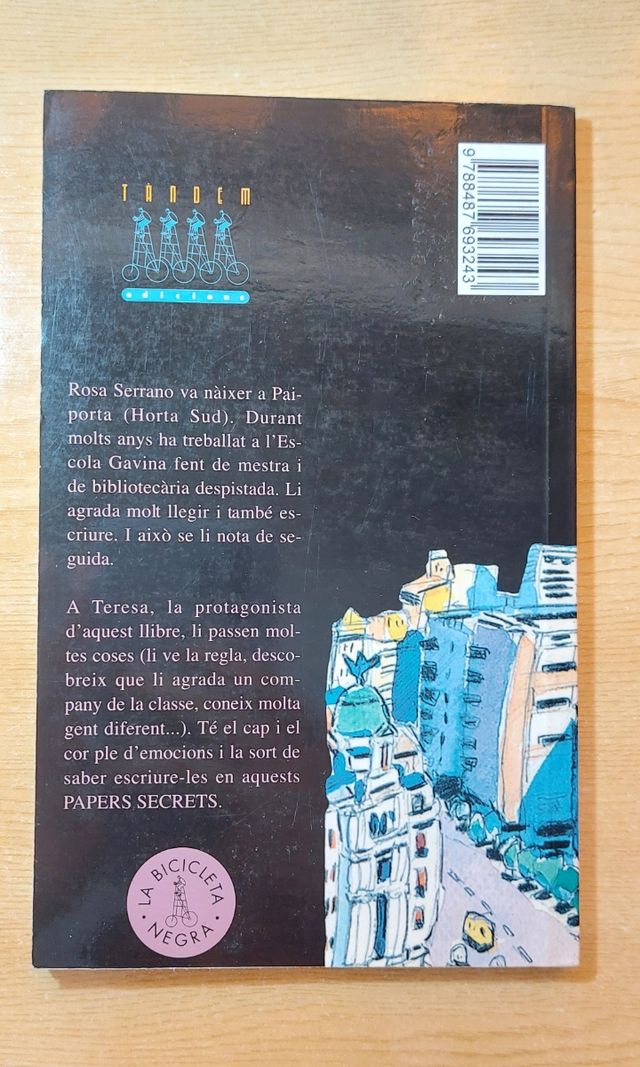 TÀNDEM
edicions
9 788487 693243
Rosa Serrano va nàixer a Pai-
porta (Horta Sud). Durant
molts anys ha treballat a l'Es-
cola Gavina fent de mestra i
de bibliotecària despistada. Li
agrada molt llegir i també es-
criure. I això se li nota de se-
guida.
A Teresa, la protagonista
d'aquest llibre, li passen mol-
tes coses (li ve la regla, desco-
breix que li agrada un com-
pany de la classe, coneix molta
gent diferent...). Té el cap i el
cor ple d'emocions i la sort de
saber escriure-les en aquests
PAPERS SECRETS.
· LA BICICLETA ·
NEGRA